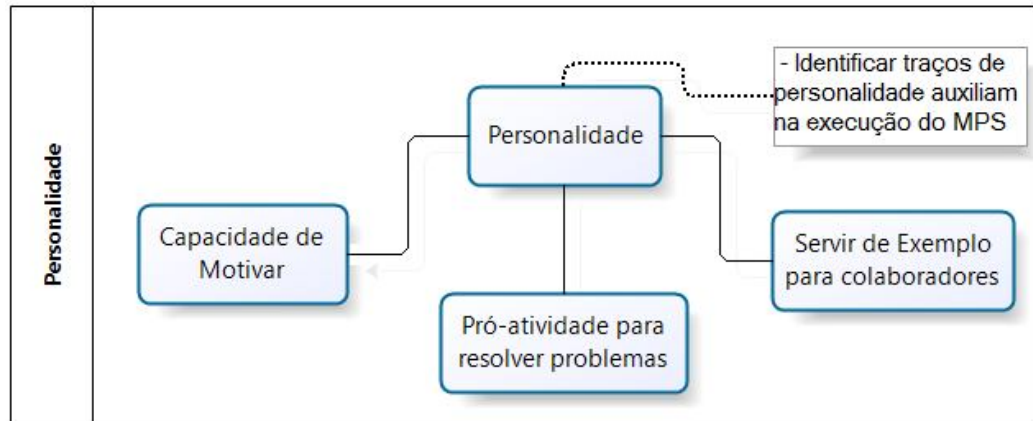 Personalidade
- Identificar traços de
personalidade auxiliam
na execução do MPS
Personalidade
Capacidade de
Motivar
Servir de Exemplo
para colaboradores
Pró-atividade para
resolver problemas